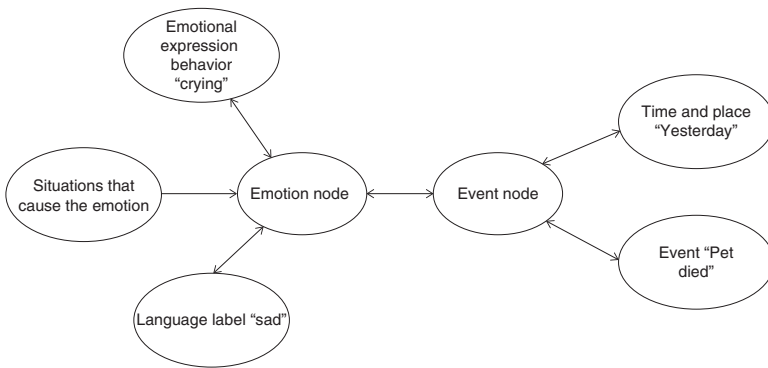 Emotional
expression
behavior
“crying”
Time and place
“Yesterday”
Situations that
cause the emotion
Emotion node
Event node
Event “Pet
died”
Language label “sad”